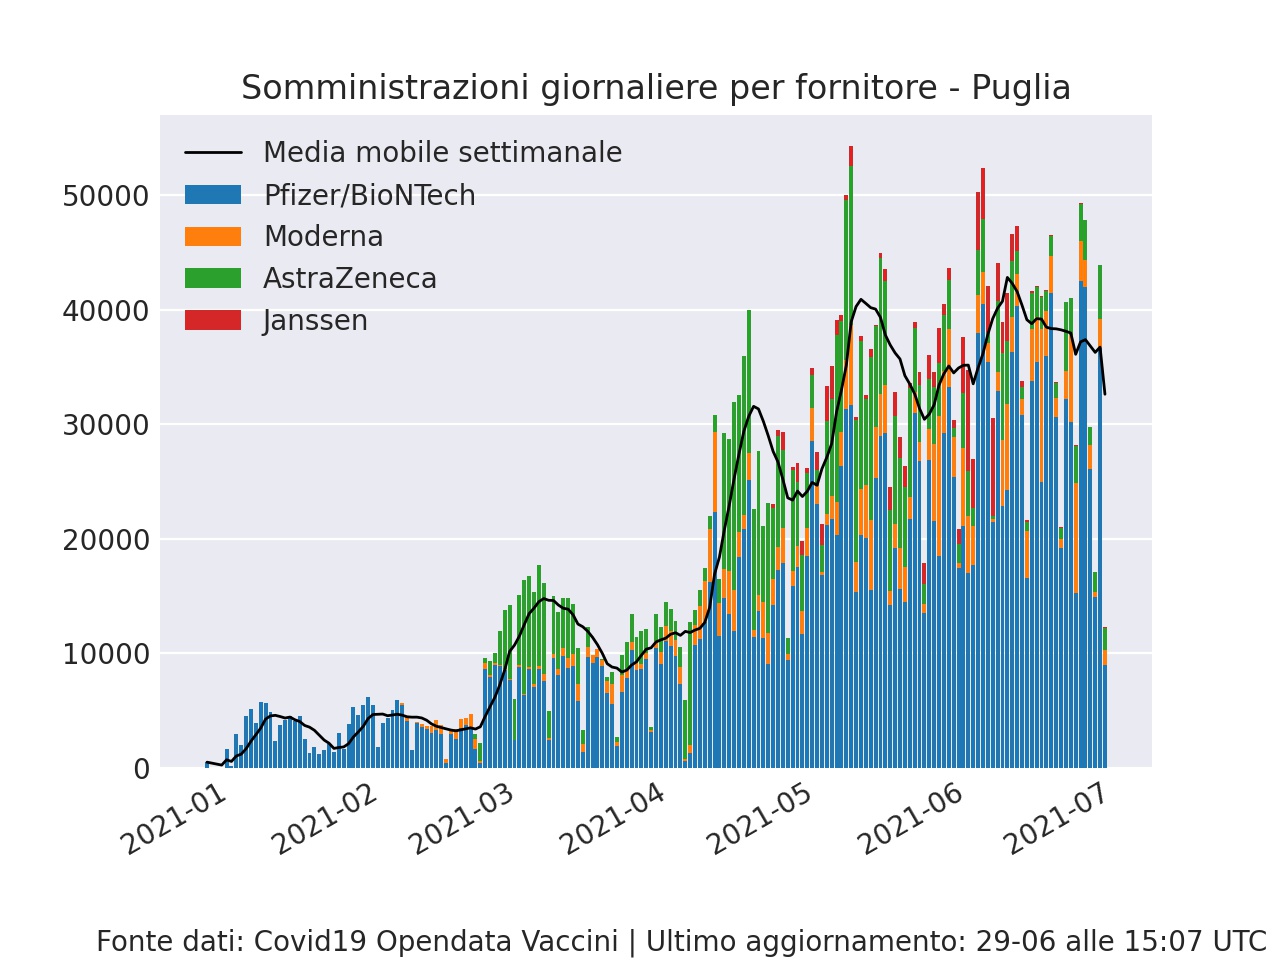 Somministrazioni giornaliere per fornitore - Puglia
Media mobile settimanale
Pfizer/BioNTech
Moderna
AstraZeneca
Janssen
50000
40000
30000
20000
10000
0
2021-01
2021-02
2021-03
2021-04
2021-05
2021-06
2021-07
Fonte dati: Covid19 Opendata Vaccini | Ultimo aggiornamento: 29-06 alle 15:07 UTC